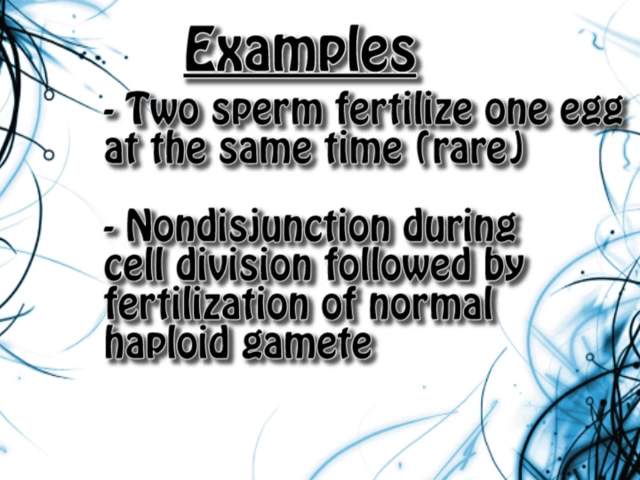 Examples
- Two sperm fertilize one egg
at the same time (rare)
- Nondisjunction during
cell division followed by
fertilization of normal
haploid gamete